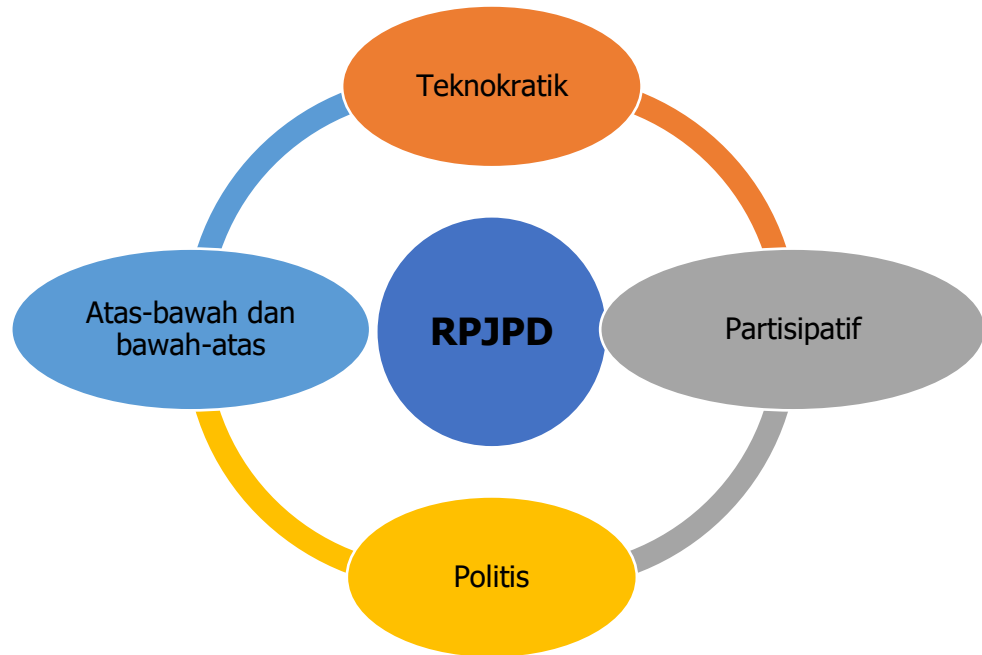 Teknokratik
Atas-bawah dan
bawah-atas
RPJPD
Partisipatif
Politis